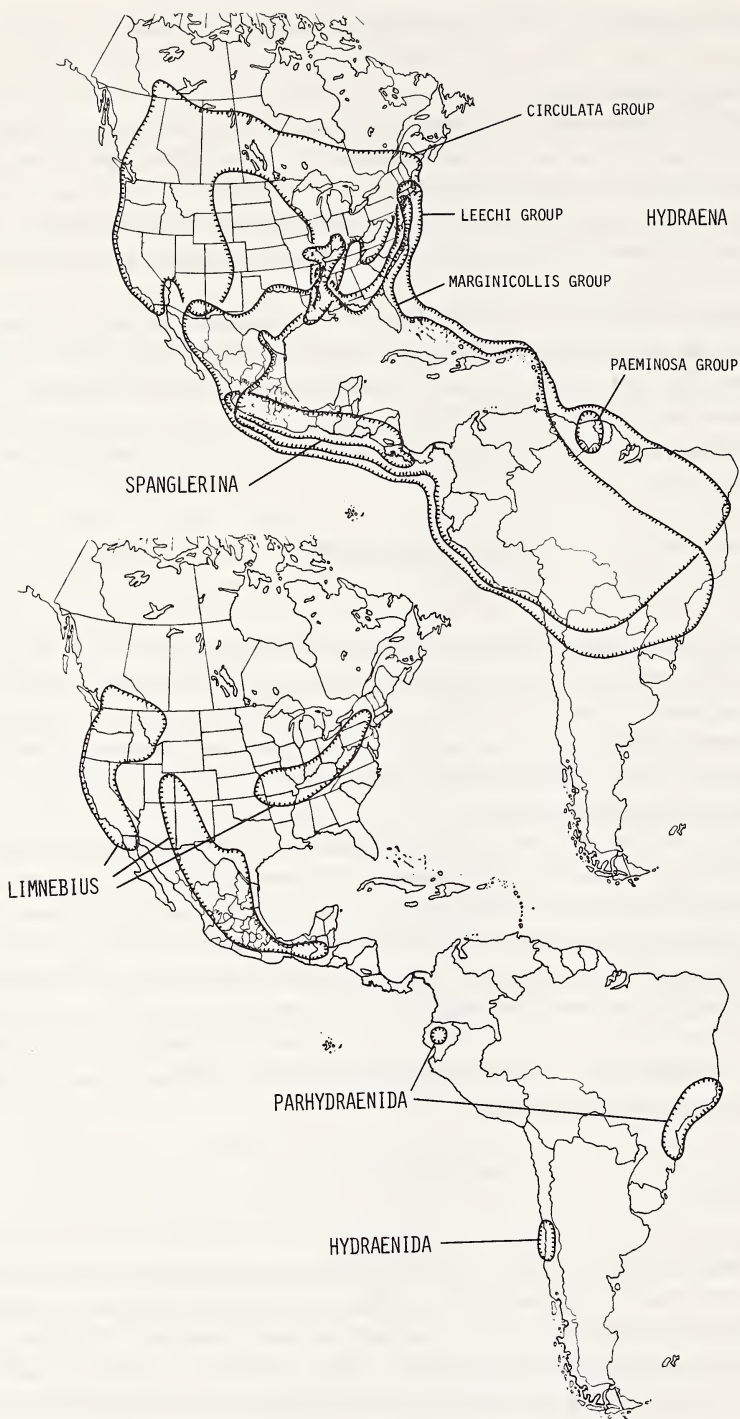 CIRCULATA GROUP
LEECHI GROUP
HYDRAENA
MARGINICOLLIS GROUP
PAEMINOSA GROUP
SPANGLERINA
LIMNEBIUS
PARHYDRAENIDA
HYDRAENIDA